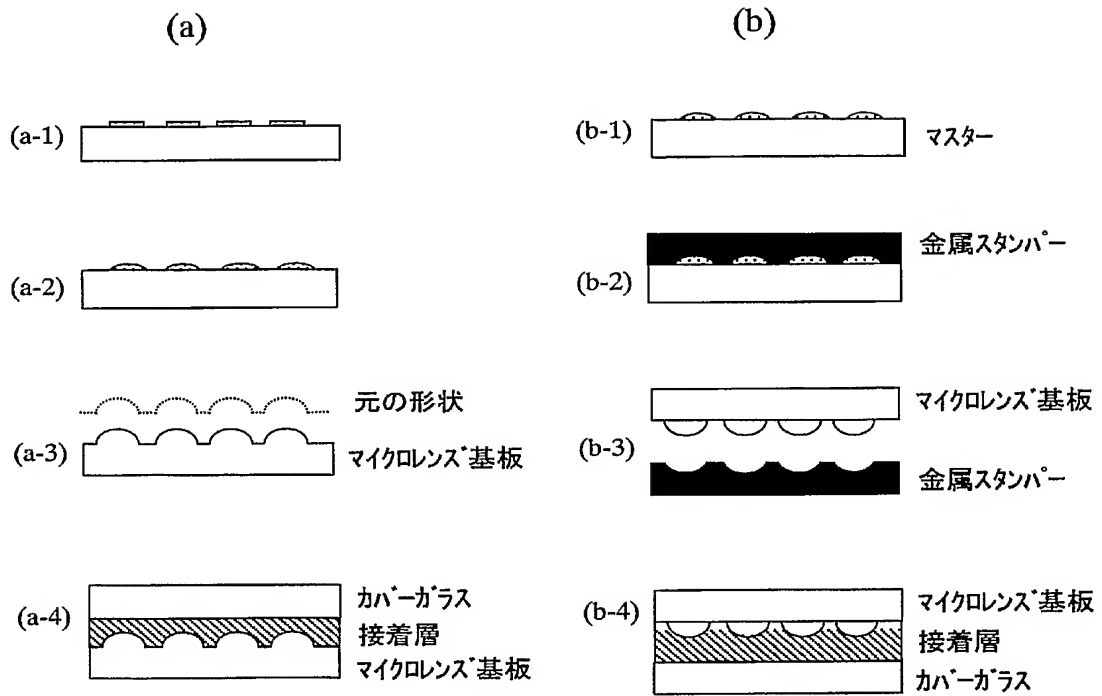 (a)
(a-1)
(a-2)
元の形状
(a-3)
マイクロレンズ基板
カバーガラス
(a-4)
接着層
マイクロレンズ基板
(b)
(b-1)
マスター
金属スタンパー
(b-2)
マイクロレンズ基板
(b-3)
金属スタンパー
マイクロレンズ基板
(b-4)
接着層
カバーガラス